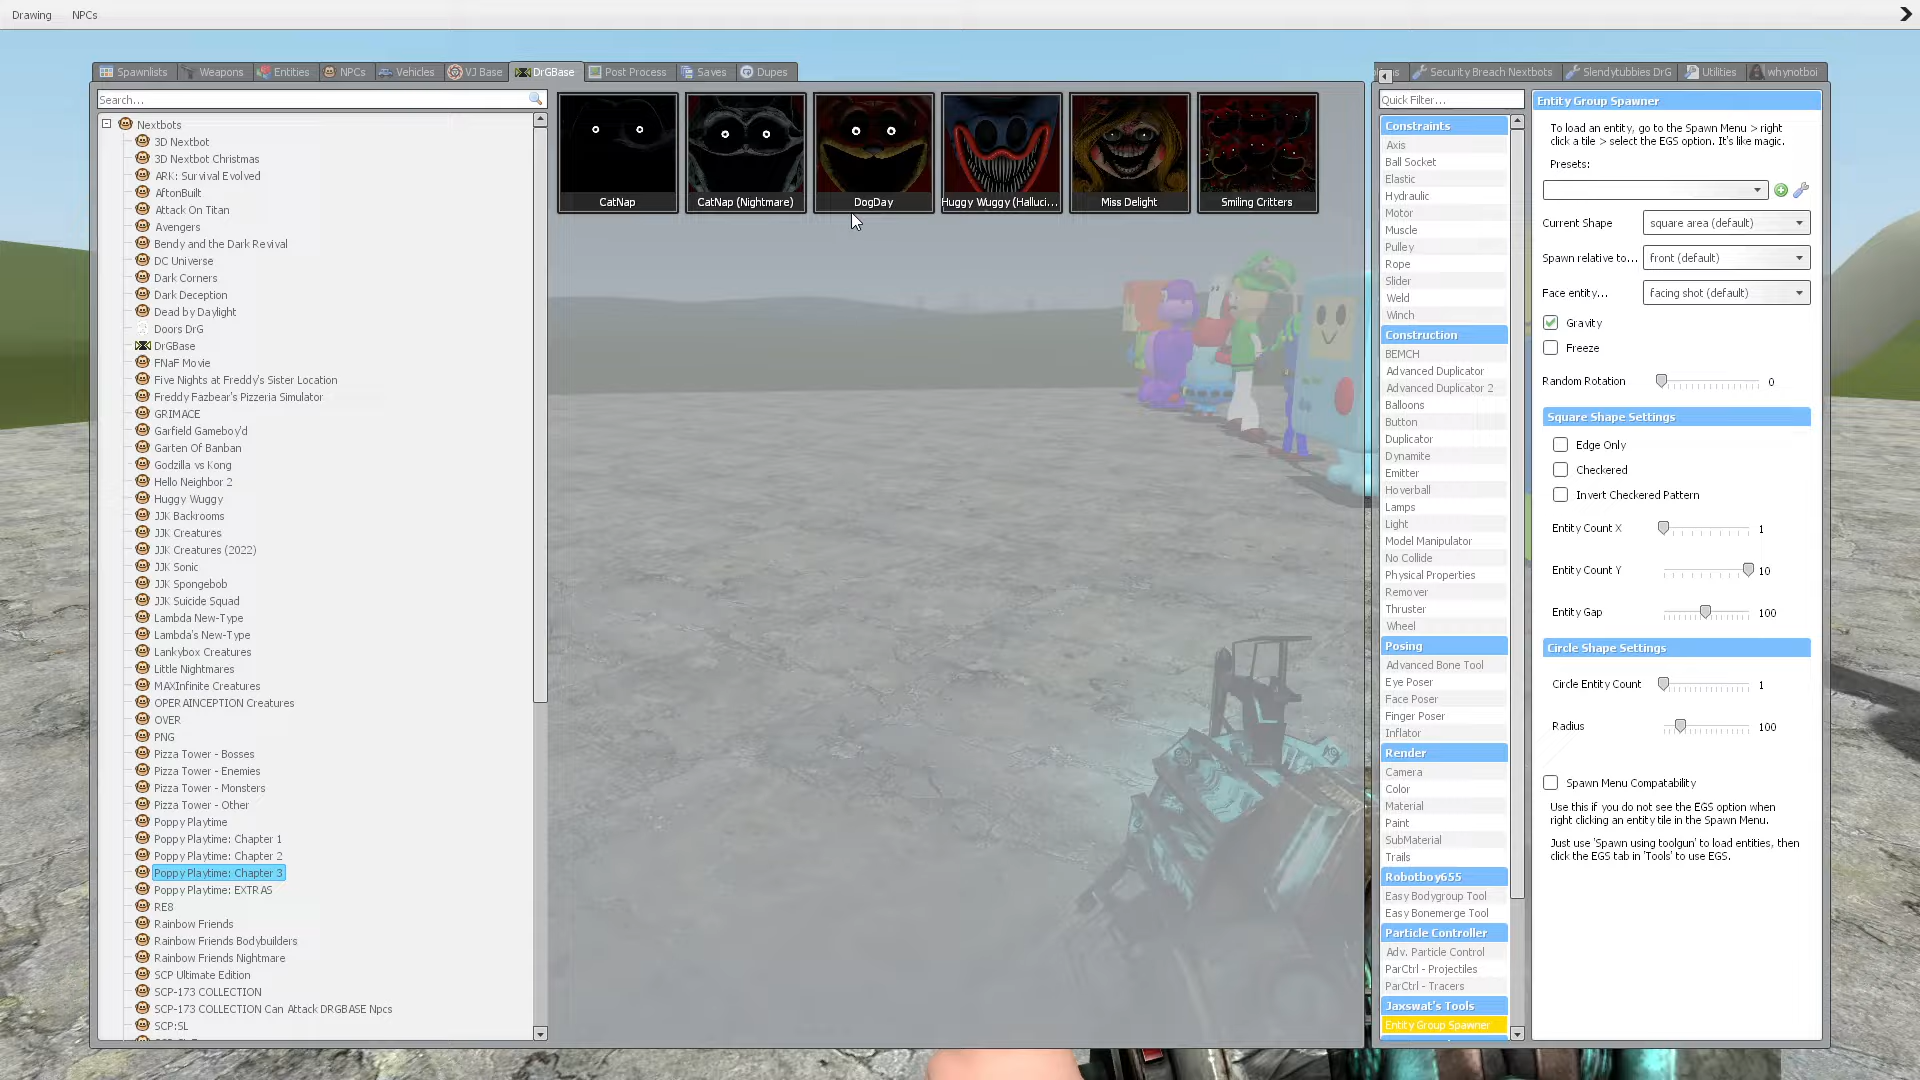 Drawing NPCs
Spawnlists Weapons Entities NPCs Vehicles VJ Base DrGBase Post Process Saves Dupes
Search...
Nextbots
3D Nextbot
3D Nextbot Christmas
ARK: Survival Evolved
AftonBuilt
Attack On Titan
Avengers
Bendy and the Dark Revival
DC Universe
Dark Corners
Dark Deception
Dead by Daylight
Doors DrG
DrGBase
FNaF Movie
Five Nights at Freddy's Sister Location
Freddy Fazbear's Pizzeria Simulator
GRIMACE
Garfield Gameboy'd
Garten Of Banban
Godzilla vs Kong
Hello Neighbor 2
Huggy Wuggy
JJK Backrooms
JJK Creatures
JJK Creatures (2022)
JJK Sonic
JJK Spongebob
JJK Suicide Squad
Lambda New-Type
Lambda's New-Type
Lankybox Creatures
Little Nightmares
MAXInfinite Creatures
OPERAINCEPTION Creatures
OVER
PNG
Pizza Tower - Bosses
Pizza Tower - Enemies
Pizza Tower - Monsters
Pizza Tower - Other
Poppy Playtime
Poppy Playtime: Chapter 1
Poppy Playtime: Chapter 2
Poppy Playtime: Chapter 3
Poppy Playtime: EXTRAS
RE8
Rainbow Friends
Rainbow Friends Bodybuilders
Rainbow Friends Nightmare
SCP Ultimate Edition
SCP-173 COLLECTION
SCP-173 COLLECTION Can Attack DRGBASE Npcs
SCP:SL
CatNap
CatNap (Nightmare)
DogDay
Huggy Wuggy (Halluci...
Miss Delight
Smiling Critters
Security Breach Nextbots Slendytubbies DrG Utilities whynotboi
Quick Filter...
Constraints
Axis
Ball Socket
Elastic
Hydraulic
Motor
Muscle
Pulley
Rope
Slider
Weld
Winch
Construction
BEMCH
Advanced Duplicator
Advanced Duplicator 2
Balloons
Button
Duplicator
Dynamite
Emitter
Hoverball
Lamps
Light
Model Manipulator
No Collide
Physical Properties
Remover
Thruster
Wheel
Posing
Advanced Bone Tool
Eye Poser
Face Poser
Finger Poser
Inflator
Render
Camera
Color
Material
Paint
SubMaterial
Trails
Robotboy655
Easy Bodygroup Tool
Easy Bonemerge Tool
Particle Controller
Adv. Particle Control
ParCtrl - Projectiles
ParCtrl - Tracers
Jaxswat's Tools
Entity Group Spawner
Entity Group Spawner
To load an entity, go to the Spawn Menu > right
click a tile > select the EGS option. It's like magic.
Presets:
Current Shape square area (default)
Spawn relative to... front (default)
Face entity... facing shot (default)
Gravity
Freeze
Random Rotation 0
Square Shape Settings
Edge Only
Checkered
Invert Checkered Pattern
Entity Count X 1
Entity Count Y 10
Entity Gap 100
Circle Shape Settings
Circle Entity Count 1
Radius 100
Spawn Menu Compatability
Use this if you do not see the EGS option when
right clicking an entity tile in the Spawn Menu.
Just use 'Spawn using toolgun' to load entities, then
click the EGS tab in 'Tools' to use EGS.